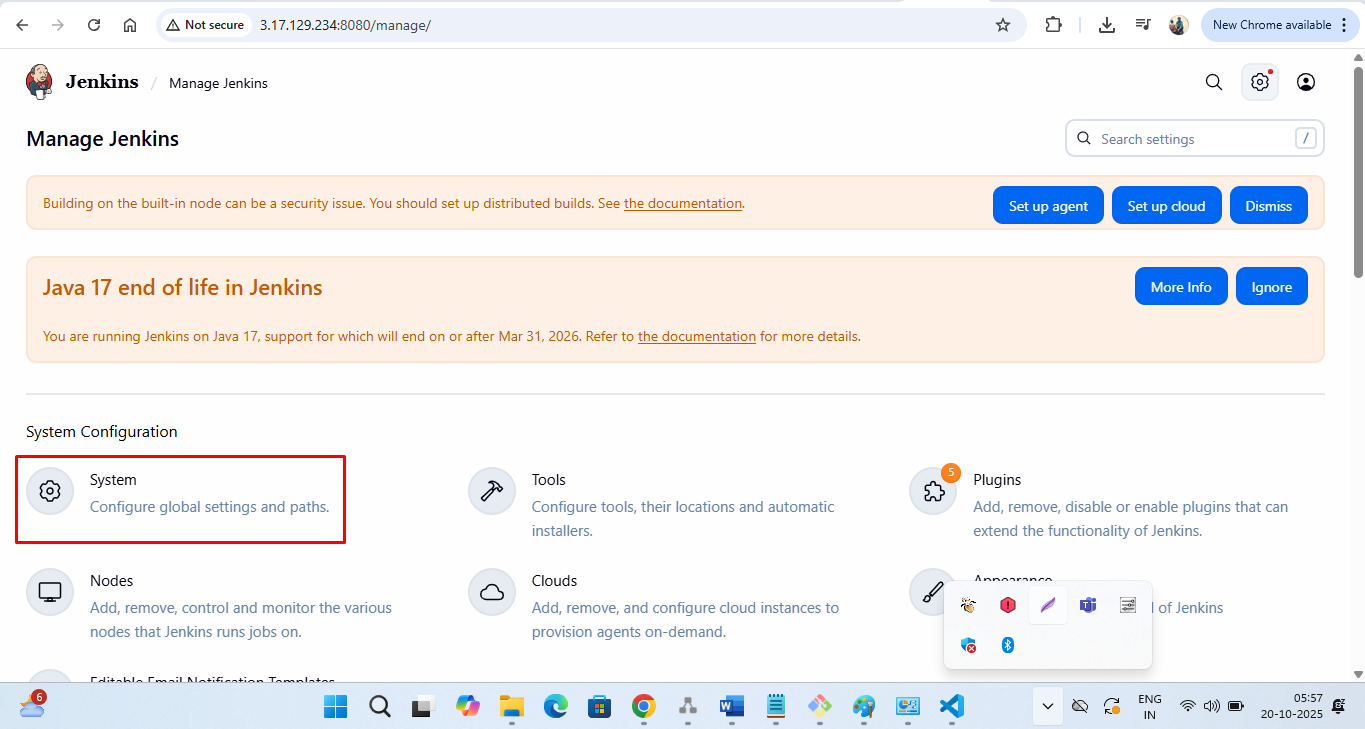 Not secure
3.17.129.234:8080/manage/
New Chrome available
Jenkins / Manage Jenkins
Manage Jenkins
Search settings
/
Building on the built-in node can be a security issue. You should set up distributed builds. See the documentation.
Set up agent
Set up cloud
Dismiss
Java 17 end of life in Jenkins
More Info
Ignore
You are running Jenkins on Java 17, support for which will end on or after Mar 31, 2026. Refer to the documentation for more details.
System Configuration
System
Configure global settings and paths.
Tools
Configure tools, their locations and automatic
installers.
5
Plugins
Add, remove, disable or enable plugins that can
extend the functionality of Jenkins.
Nodes
Add, remove, control and monitor the various
nodes that Jenkins runs jobs on.
Clouds
Add, remove, and configure cloud instances to
provision agents on-demand.
Appearance
of Jenkins
Editable Email Notification Templates
6
ENG
IN
05:57
20-10-2025